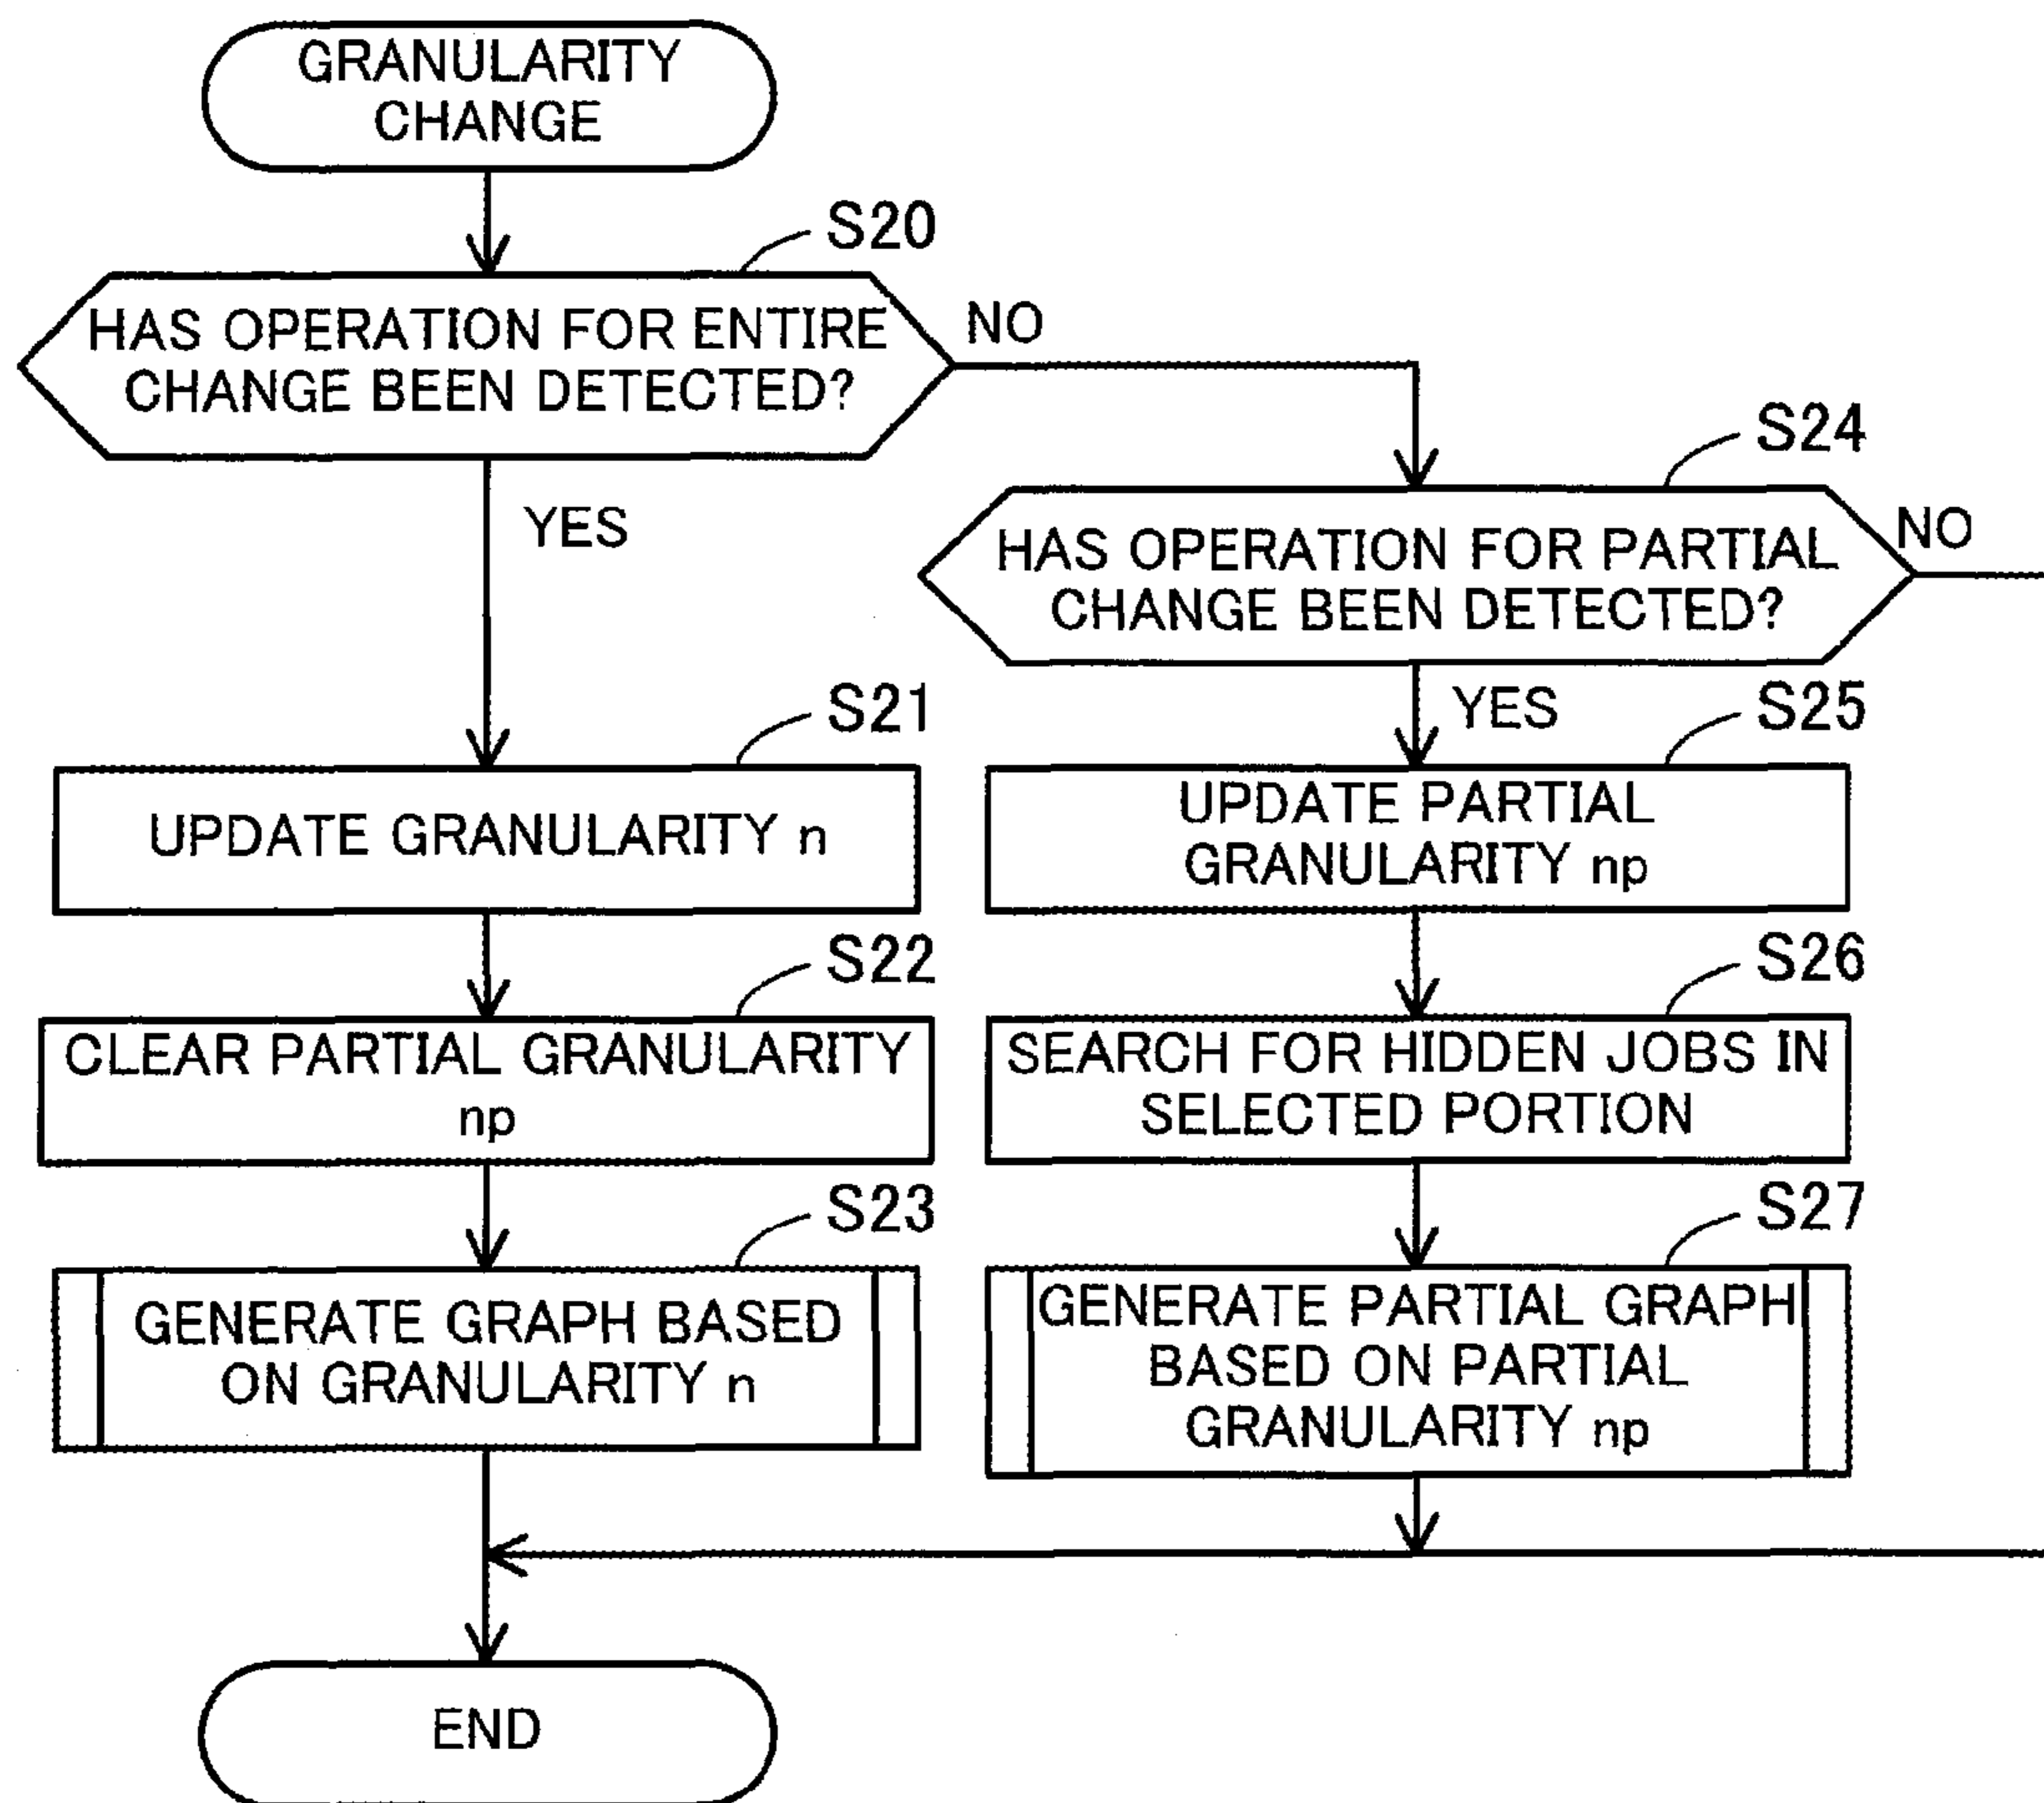 GRANULARITY
CHANGE
S20
HAS OPERATION FOR ENTIRE
CHANGE BEEN DETECTED?
NO
YES
S24
HAS OPERATION FOR PARTIAL
CHANGE BEEN DETECTED?
NO
YES
S21
UPDATE GRANULARITY n
S25
UPDATE PARTIAL
GRANULARITY np
S22
CLEAR PARTIAL GRANULARITY
np
S26
SEARCH FOR HIDDEN JOBS IN
SELECTED PORTION
S23
GENERATE GRAPH BASED
ON GRANULARITY n
S27
GENERATE PARTIAL GRAPH
BASED ON PARTIAL
GRANULARITY np
END